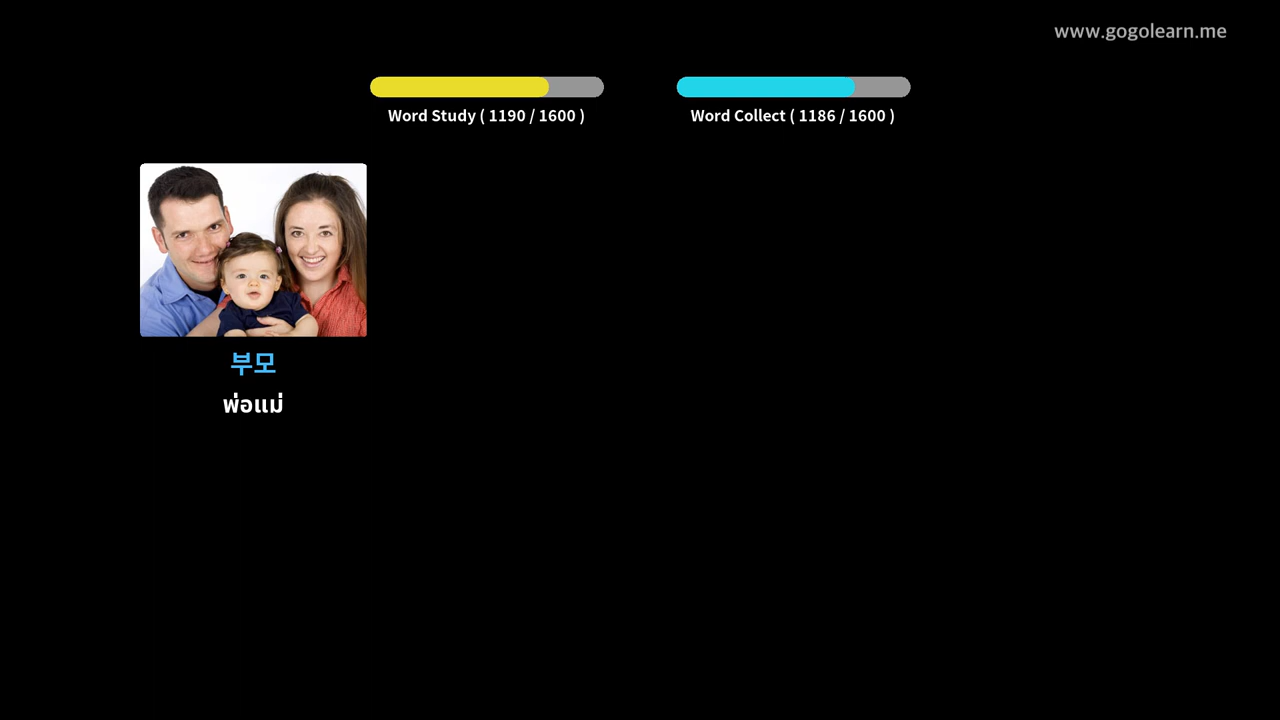 www.gogolearn.me
Word Study ( 1190 / 1600 )
Word Collect ( 1186 / 1600 )
부모
พ่อแม่